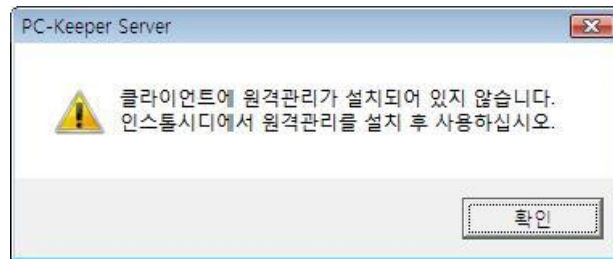 PC-Keeper Server
클라이언트에 원격관리가 설치되어 있지 않습니다.
인스톨시디에서 원격관리를 설치 후 사용하십시오.
확인